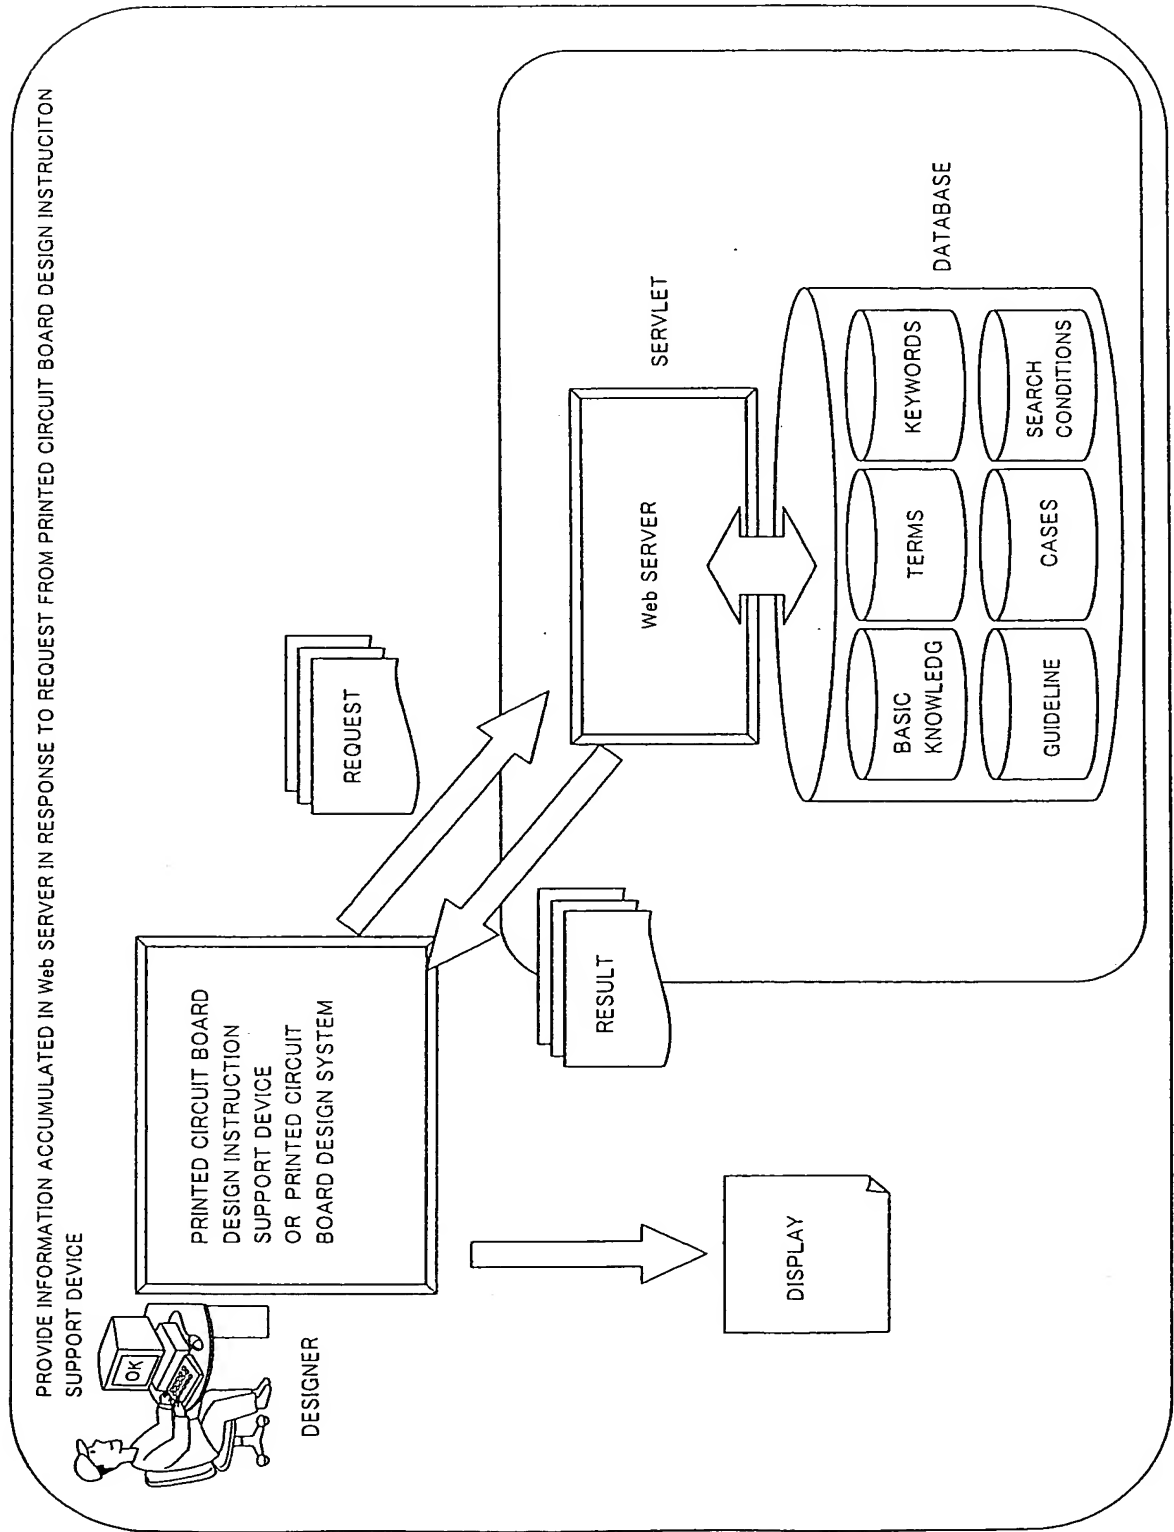 PROVIDE INFORMATION ACCUMULATED IN Web SERVER IN RESPONSE TO REQUEST FROM PRINTED CIRCUIT BOARD DESIGN INSTRUCITON
SUPPORT DEVICE
OK
DESIGNER
PRINTED CIRCUIT BOARD
DESIGN INSTRUCTION
SUPPORT DEVICE
OR PRINTED CIRCUIT
BOARD DESIGN SYSTEM
REQUEST
RESULT
DISPLAY
Web SERVER
SERVLET
DATABASE
BASIC
KNOWLEDG
TERMS
KEYWORDS
GUIDELINE
CASES
SEARCH
CONDITIONS